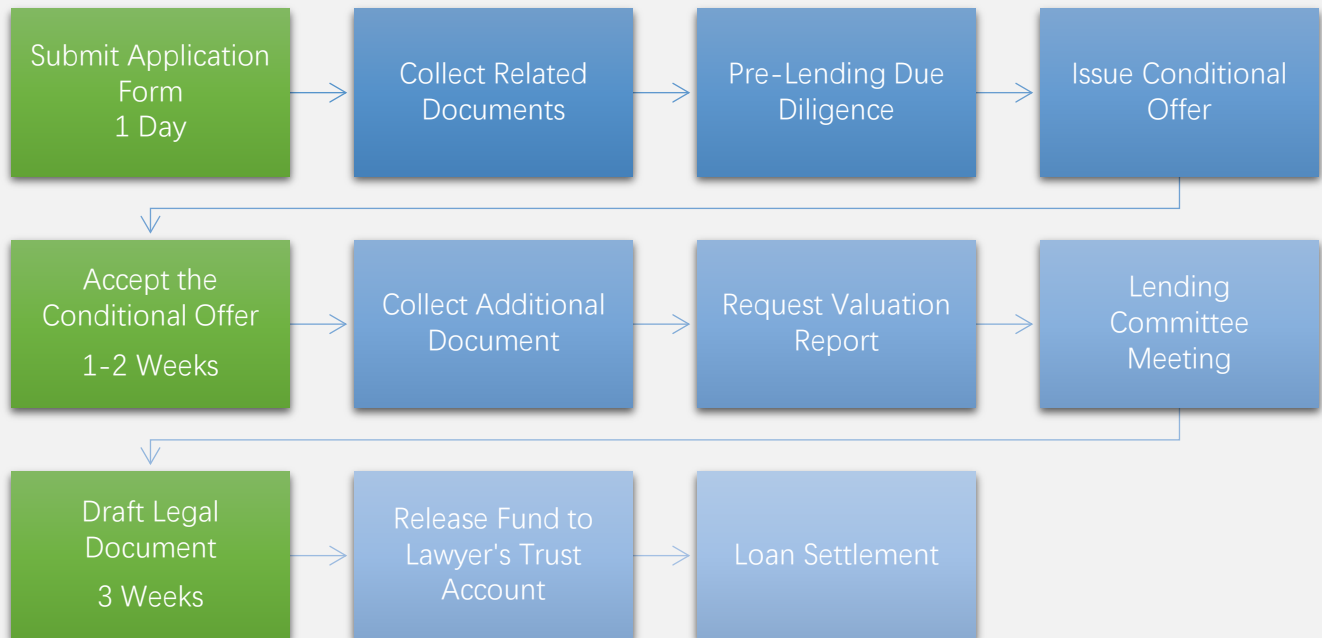 Submit Application
Form
1 Day
Collect Related
Documents
Pre-Lending Due
Diligence
Issue Conditional
Offer
Accept the
Conditional Offer
1-2 Weeks
Collect Additional
Document
Request Valuation
Report
Lending
Committee
Meeting
Draft Legal
Document
3 Weeks
Release Fund to
Lawyer's Trust
Account
Loan Settlement